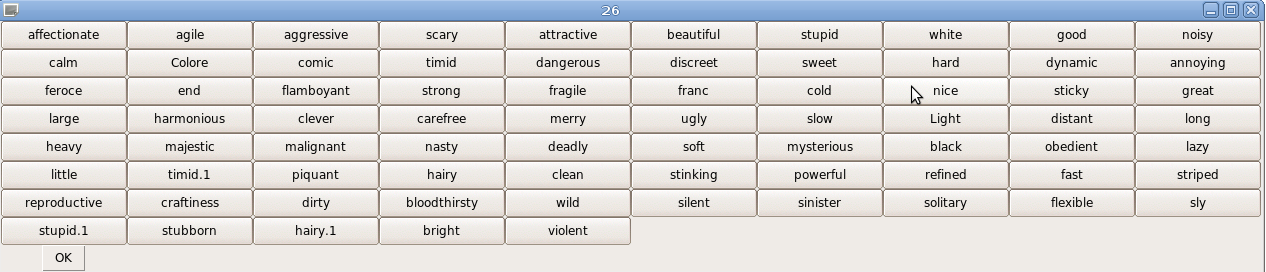 26
affectionate agile aggressive scary attractive beautiful stupid white good noisy
calm Colore comic timid dangerous discreet sweet hard dynamic annoying
feroce end flamboyant strong fragile franc cold nice sticky great
large harmonious clever carefree merry ugly slow Light distant long
heavy majestic malignant nasty deadly soft mysterious black obedient lazy
little timid.1 piquant hairy clean stinking powerful refined fast striped
reproductive craftiness dirty bloodthirsty wild silent sinister solitary flexible sly
stupid.1 stubborn hairy.1 bright violent
OK